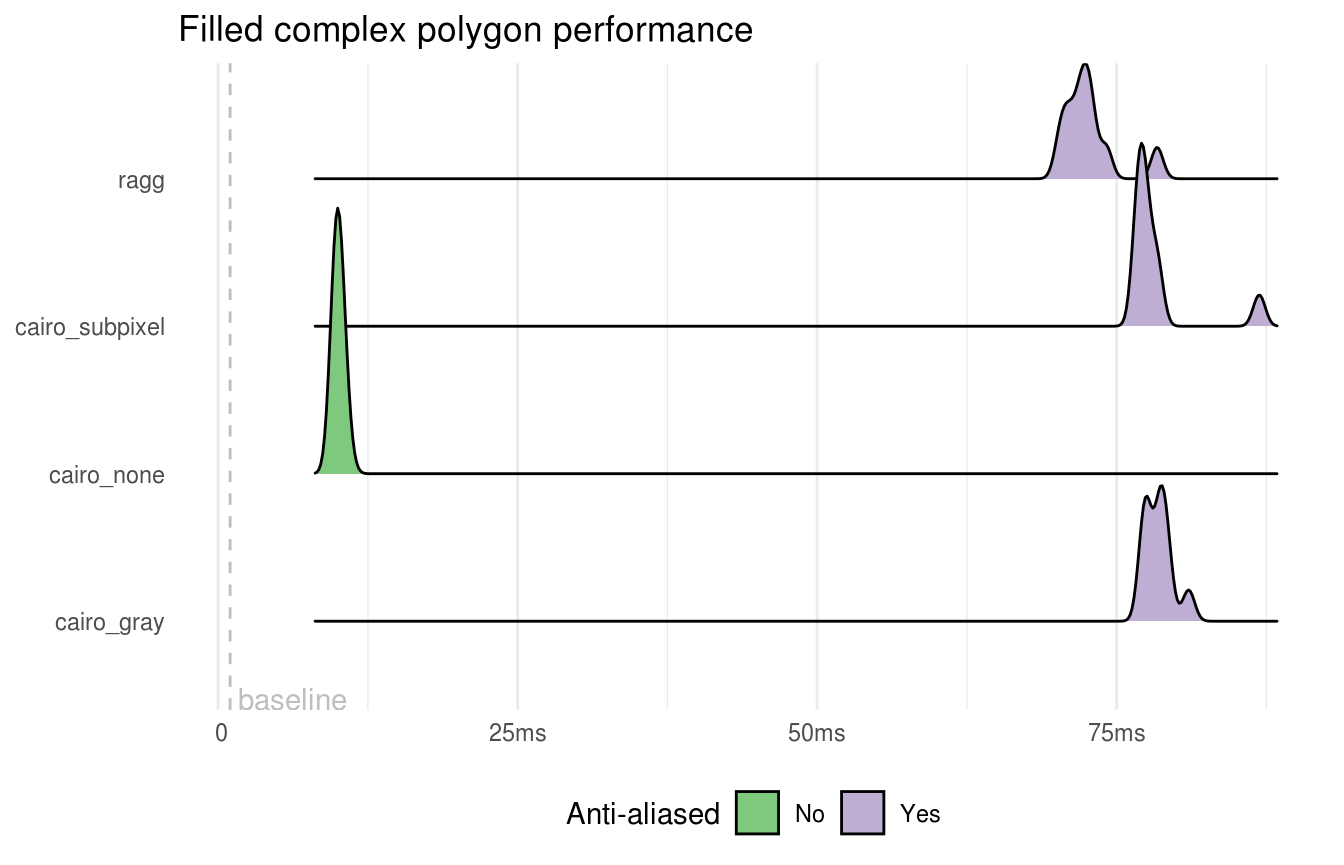 Filled complex polygon performance
ragg
cairo_subpixel
cairo_none
cairo_gray
baseline
0 25ms 50ms 75ms
Anti-aliased No Yes